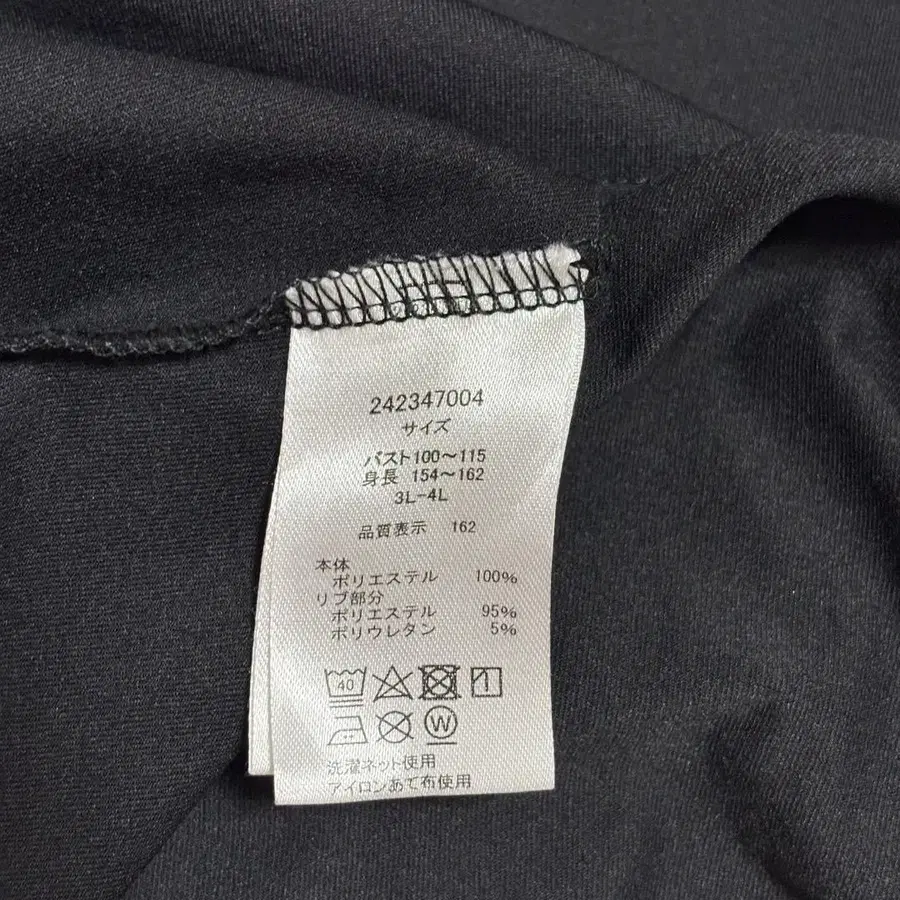 242347004
サイズ
バスト100～115
身長 154～162
3L-4L
品質表示 162
本体
ポリエステル 100%
リブ部分
ポリエステル 95%
ポリウレタン 5%
40
W
洗濯ネット使用
アイロンあて布使用